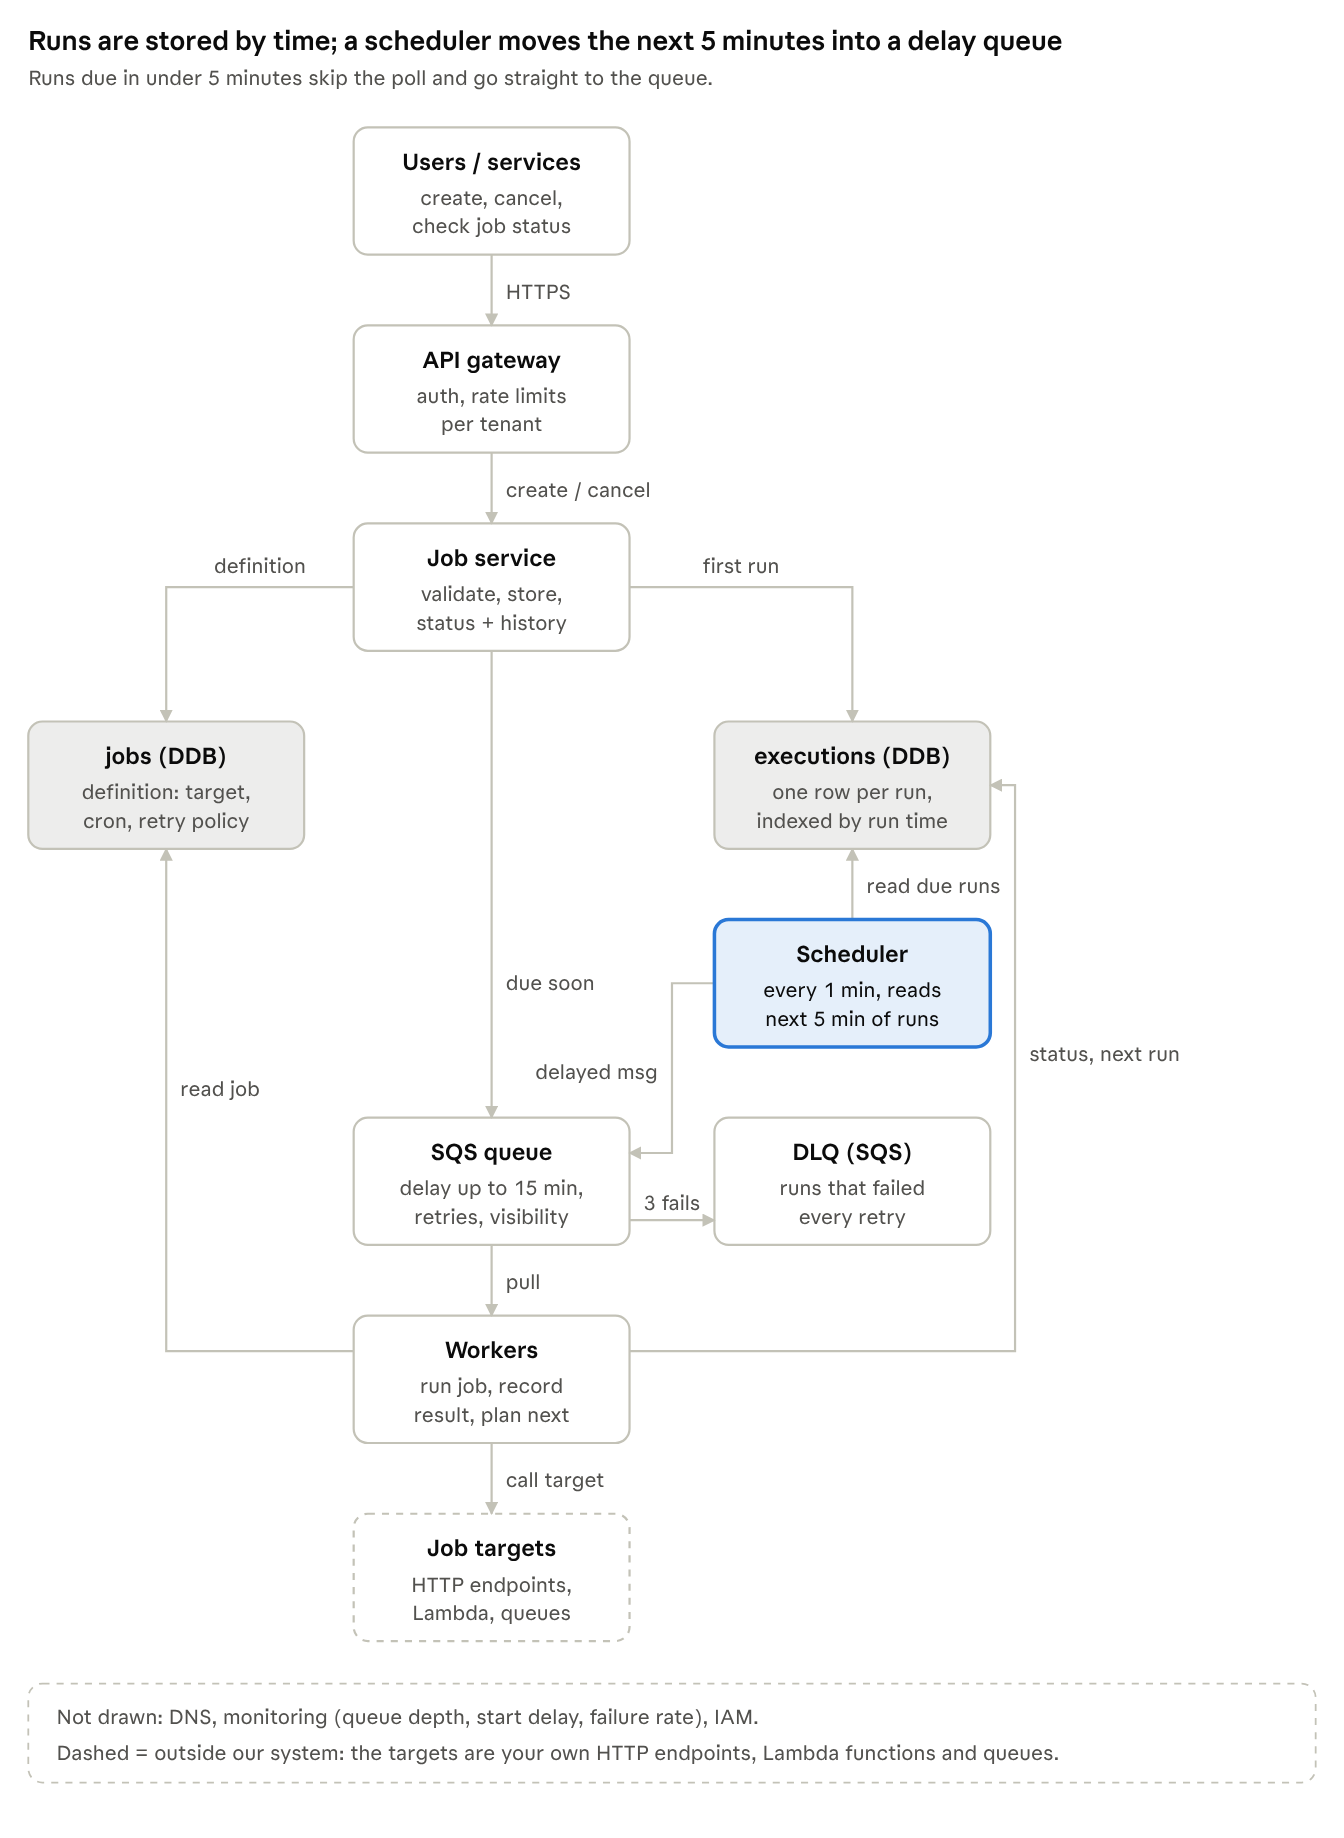 Runs are stored by time; a scheduler moves the next 5 minutes into a delay queue
Runs due in under 5 minutes skip the poll and go straight to the queue.
Users / services
create, cancel,
check job status
HTTPS
API gateway
auth, rate limits
per tenant
create / cancel
definition
Job service
validate, store,
status + history
first run
jobs (DDB)
definition: target,
cron, retry policy
executions (DDB)
one row per run,
indexed by run time
read due runs
Scheduler
every 1 min, reads
next 5 min of runs
due soon
delayed msg
status, next run
read job
SQS queue
delay up to 15 min,
retries, visibility
3 fails
DLQ (SQS)
runs that failed
every retry
pull
Workers
run job, record
result, plan next
call target
Job targets
HTTP endpoints,
Lambda, queues
Not drawn: DNS, monitoring (queue depth, start delay, failure rate), IAM.
Dashed = outside our system: the targets are your own HTTP endpoints, Lambda functions and queues.